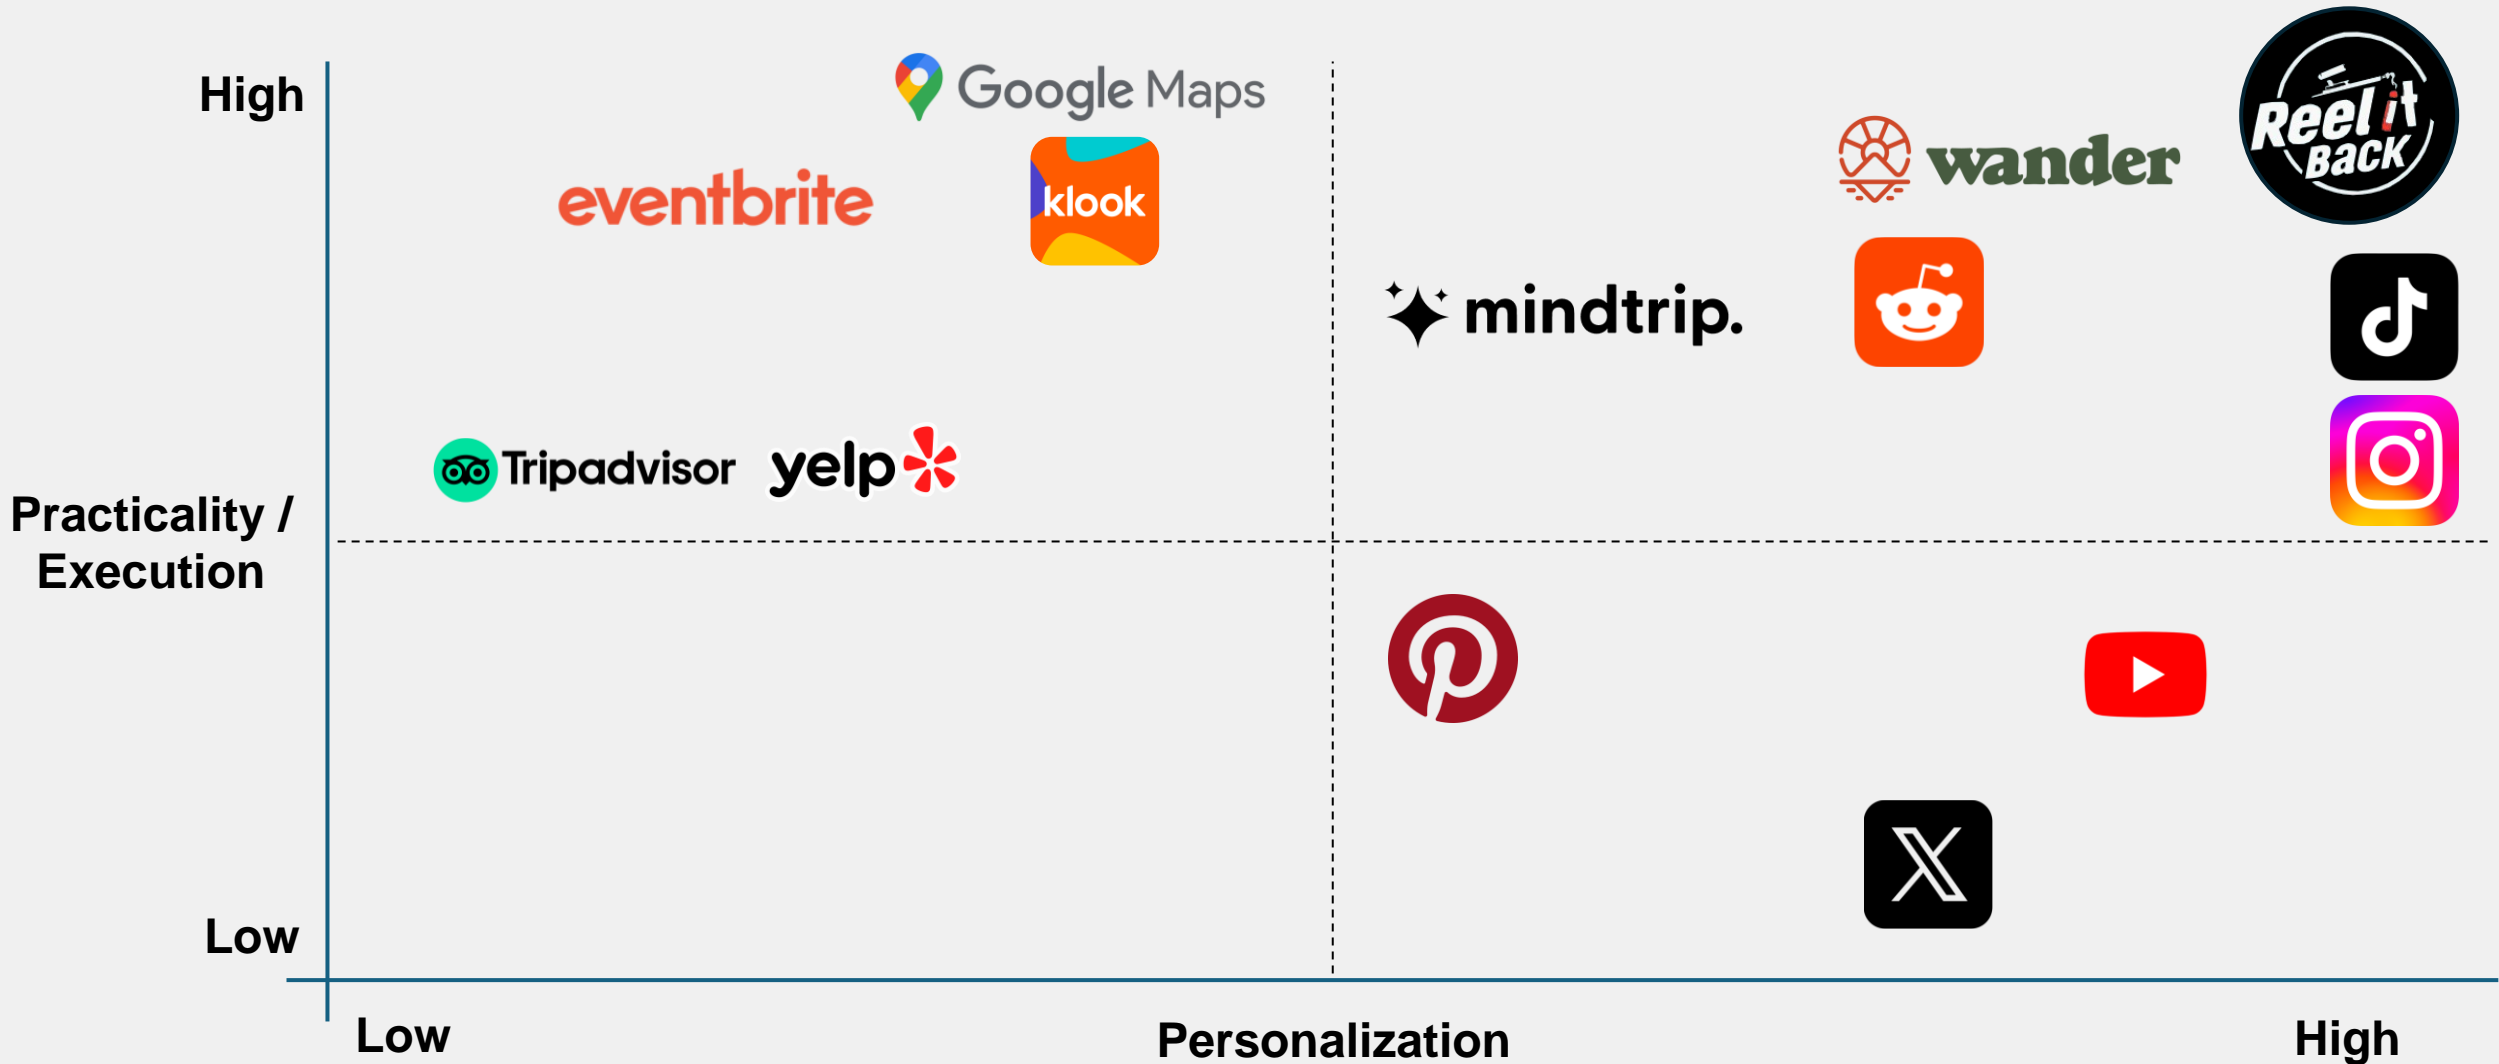 High
Google Maps
eventbrite
klook
wander
Reel it
BACK
mindtrip.
Tripadvisor
yelp
Practicality /
Execution
Low
Low
Personalization
High